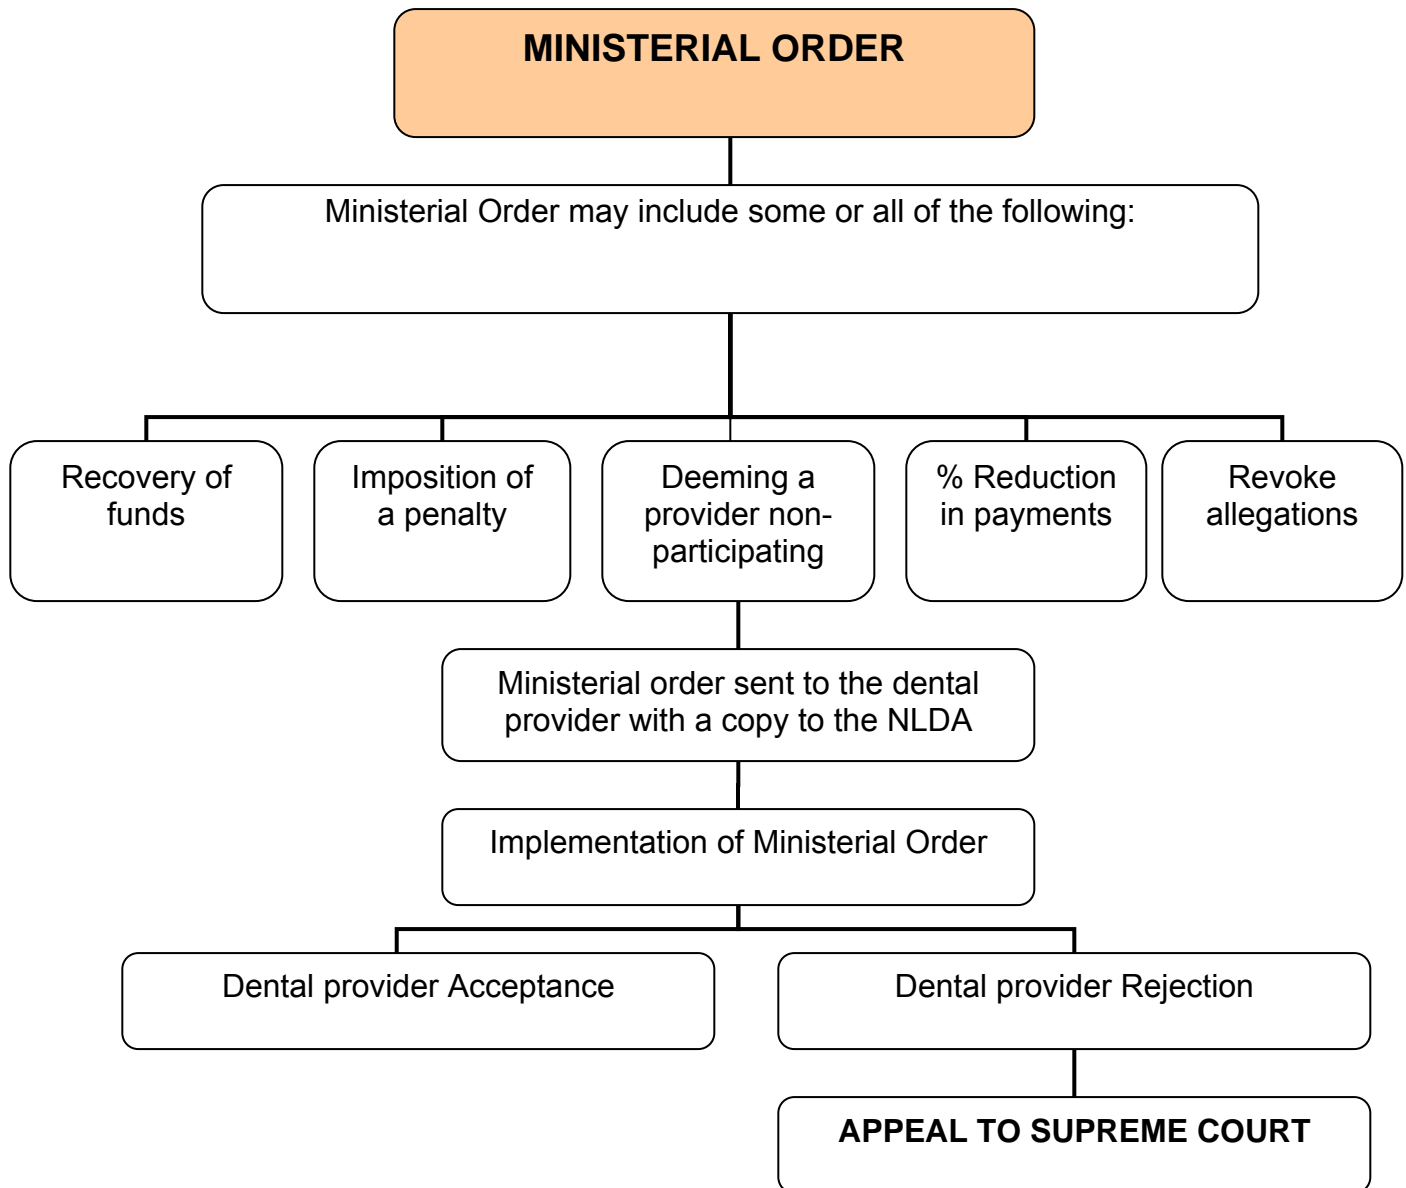 MINISTERIAL ORDER
Ministerial Order may include some or all of the following:
Recovery of
funds
Imposition of
a penalty
Deeming a
provider non-
participating
% Reduction
in payments
Revoke
allegations
Ministerial order sent to the dental
provider with a copy to the NLDA
Implementation of Ministerial Order
Dental provider Acceptance
Dental provider Rejection
APPEAL TO SUPREME COURT